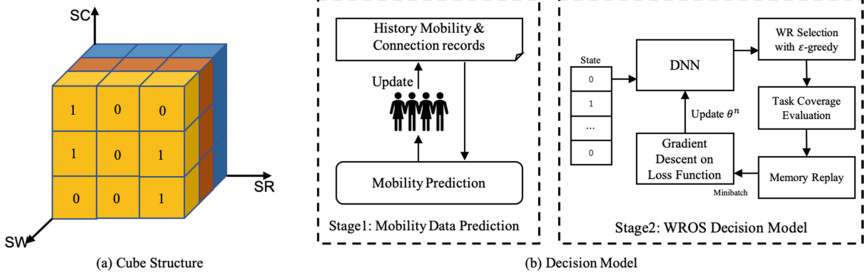 SC
1 0 0
1 0 1
0 0 1
SR
SW
(a) Cube Structure
History Mobility &
Connection records
Update
Mobility Prediction
Stage1: Mobility Data Prediction
State
0
1
...
0
DNN
WR Selection
with ε-greedy
Task Coverage
Evaluation
Memory Replay
Minibatch
Gradient
Descent on
Loss Function
Update θⁿ
Stage2: WROS Decision Model
(b) Decision Model